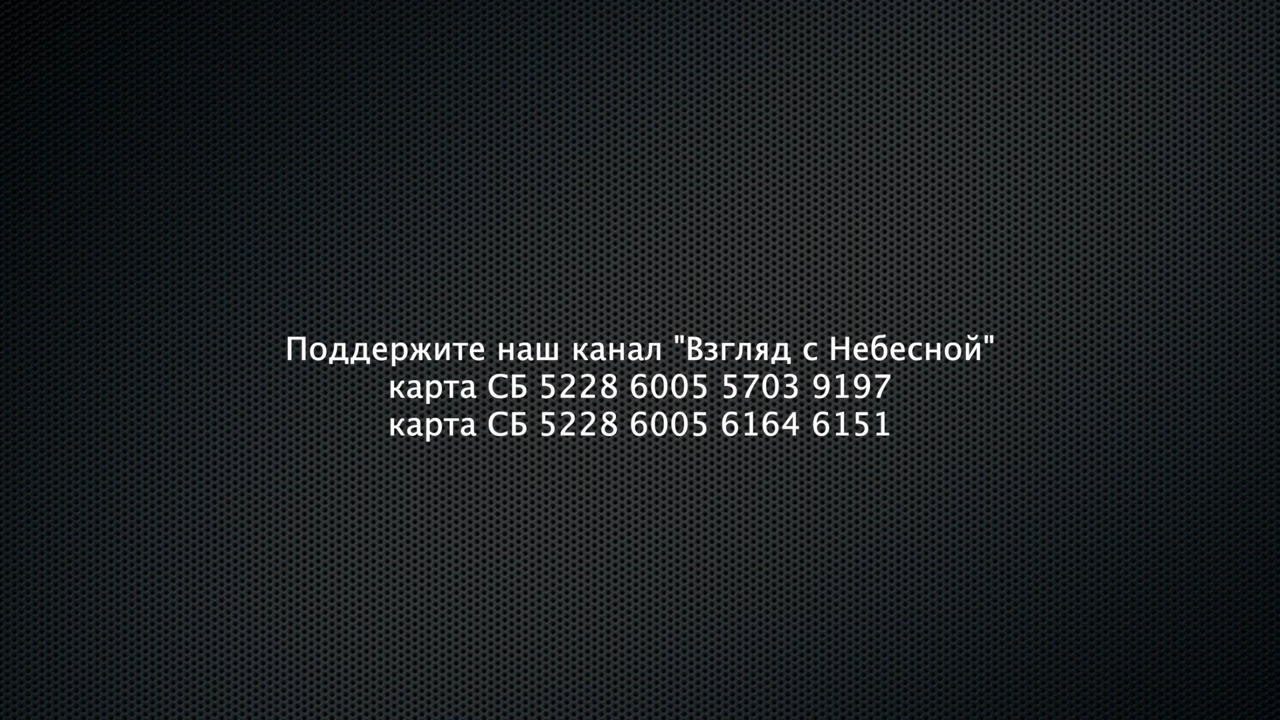 Поддержите наш канал "Взгляд с Небесной"
карта СБ 5228 6005 5703 9197
карта СБ 5228 6005 6164 6151